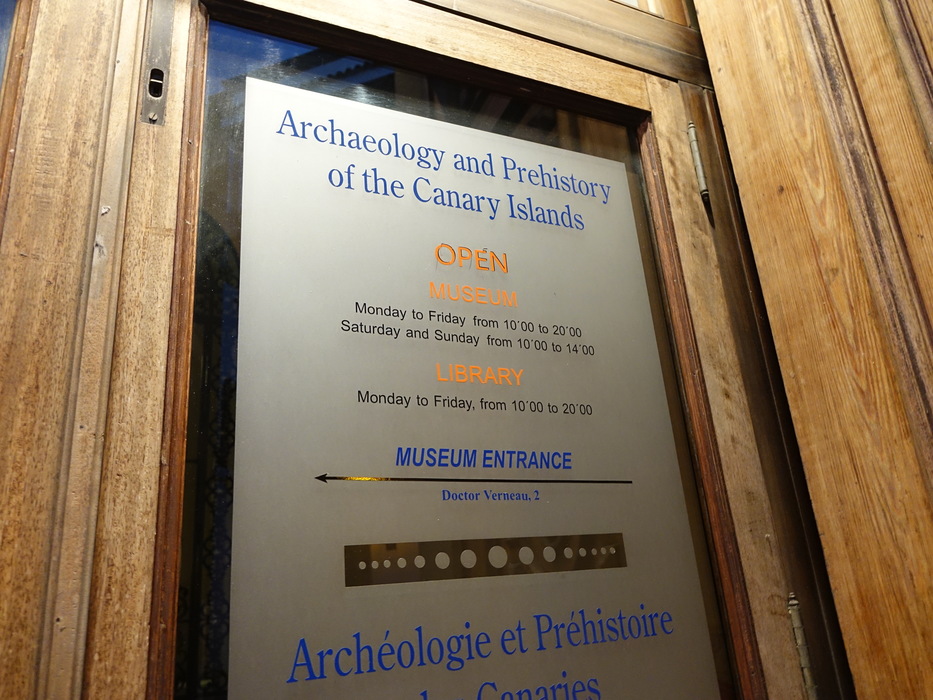 Archaeology and Prehistory
of the Canary Islands
OPEN
MUSEUM
Monday to Friday from 10´00 to 20´00
Saturday and Sunday from 10´00 to 14´00
LIBRARY
Monday to Friday, from 10´00 to 20´00
MUSEUM ENTRANCE
Doctor Verneau, 2
Archéologie et Préhistoire
des Canaries